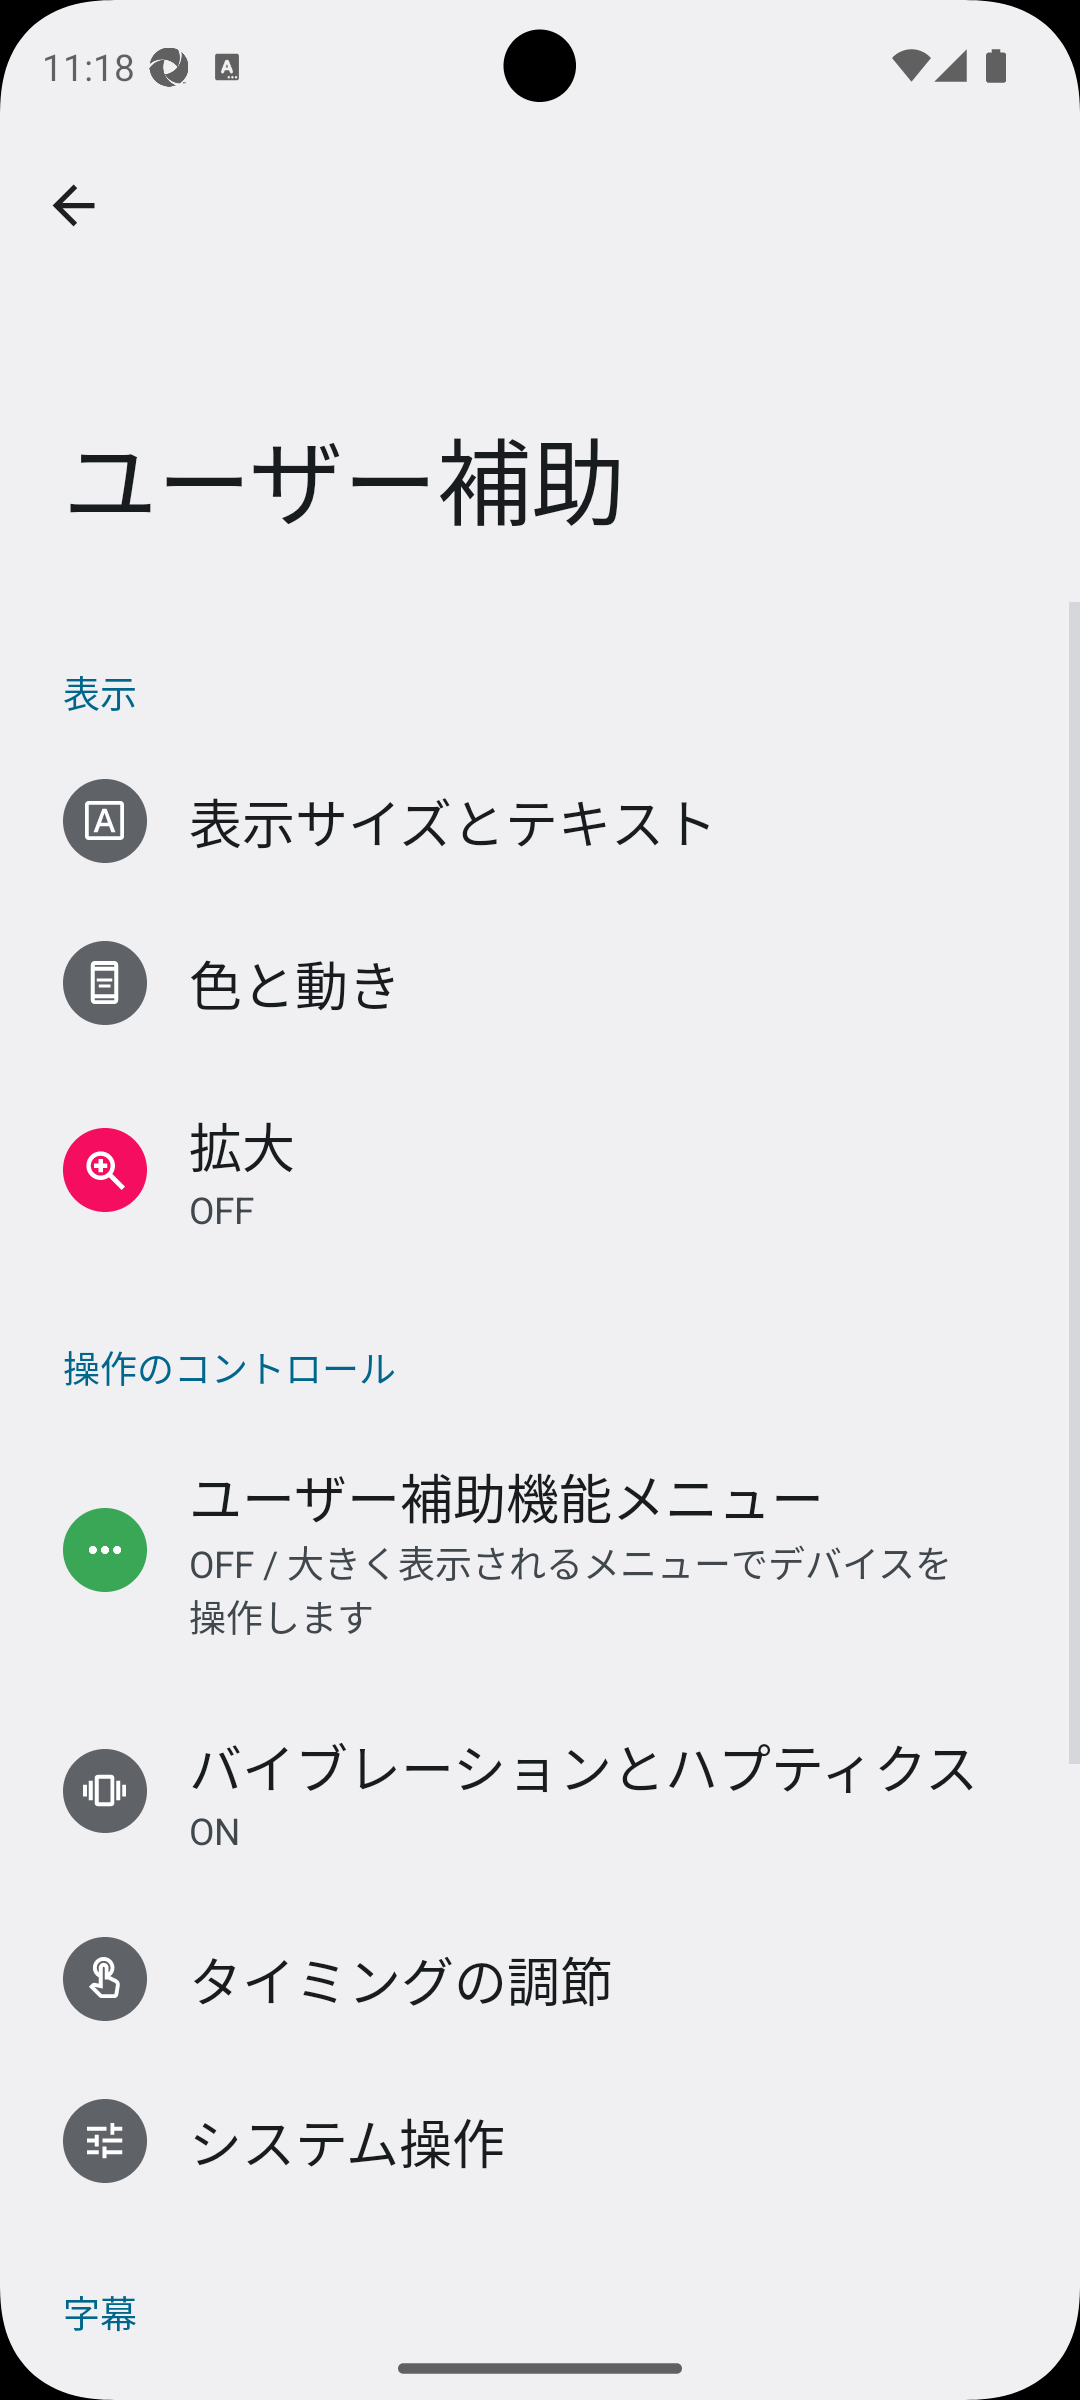 11:18
ユーザー補助
表示
表示サイズとテキスト
色と動き
拡大
OFF
操作のコントロール
ユーザー補助機能メニュー
OFF / 大きく表示されるメニューでデバイスを
操作します
バイブレーションとハプティクス
ON
タイミングの調節
システム操作
字幕